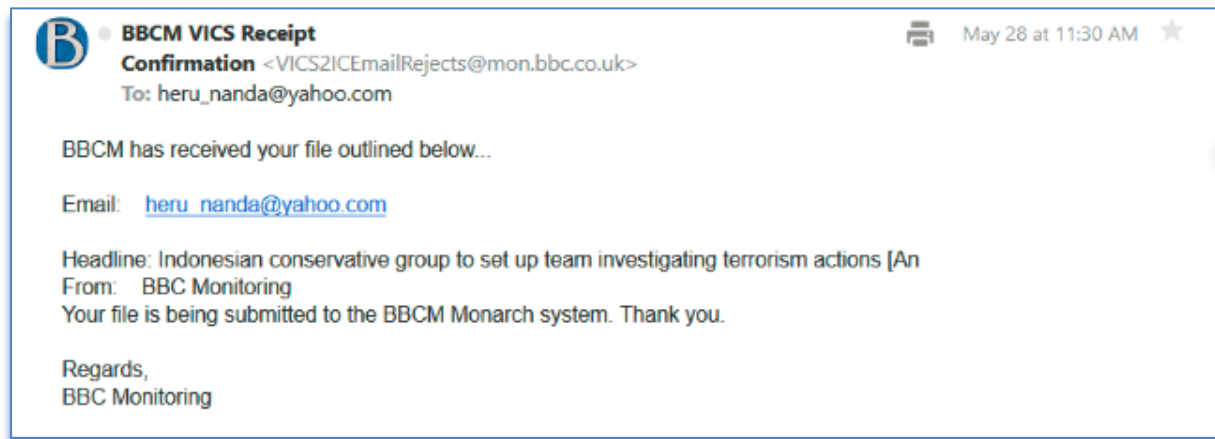 B
BBCM VICS Receipt May 28 at 11:30 AM
Confirmation <VICS2ICEmailRejects@mon.bbc.co.uk>
To: heru_nanda@yahoo.com
BBCM has received your file outlined below...
Email: heru_nanda@yahoo.com
Headline: Indonesian conservative group to set up team investigating terrorism actions [An
From: BBC Monitoring
Your file is being submitted to the BBCM Monarch system. Thank you.
Regards,
BBC Monitoring